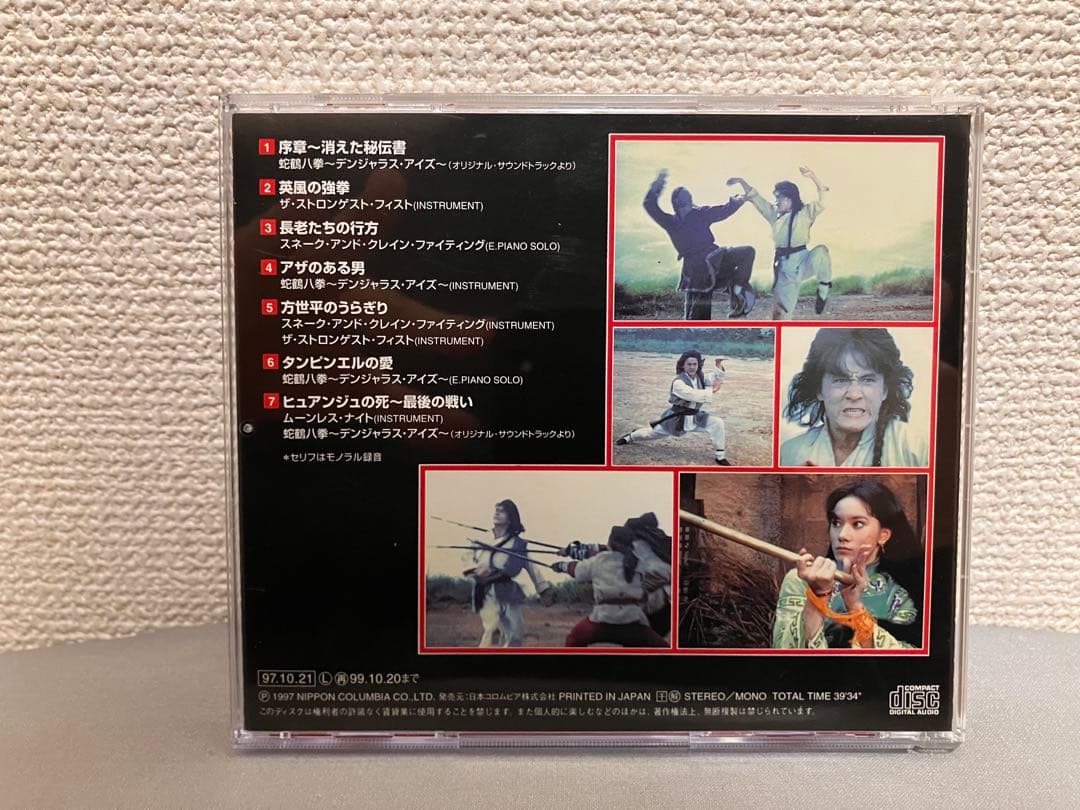 1 序章〜消えた秘伝書
蛇鶴八拳〜デンジャラス・アイズ〜(オリジナル・サウンドトラックより)
2 英風の強拳
ザ・ストロンゲスト・フィスト(INSTRUMENT)
3 長老たちの行方
スネーク・アンド・クレイン・ファイティング(E.PIANO SOLO)
4 アザのある男
蛇鶴八拳〜デンジャラス・アイズ〜(INSTRUMENT)
5 方世平のうらぎり
スネーク・アンド・クレイン・ファイティング(INSTRUMENT)
ザ・ストロンゲスト・フィスト(INSTRUMENT)
6 タンピンエルの愛
蛇鶴八拳〜デンジャラス・アイズ〜(E.PIANO SOLO)
7 ヒュアンジュの死〜最後の戦い
ムーンレス・ナイト(INSTRUMENT)
蛇鶴八拳〜デンジャラス・アイズ〜(オリジナル・サウンドトラックより)
*セリフはモノラル録音
97.10.21 Ⓛ ㊐99.10.20まで
Ⓟ 1997 NIPPON COLUMBIA CO.,LTD. 発売元:日本コロムビア株式会社 PRINTED IN JAPAN STEREO/MONO TOTAL TIME 39'34"
このディスクは権利者の許諾なく賃貸業に使用することを禁じます。また個人的に楽しむなどのほかは、著作権法上、無断複製は禁じられています。
COMPACT
disc
DIGITAL AUDIO